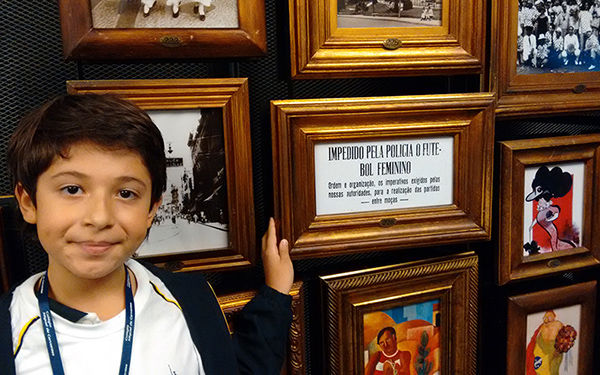 IMPEDIDO PELA POLICIA O FUTE-
BOL FEMININO
Ordem e organização, os imperativos exigidos pelas
nossas autoridades, para a realização das partidas
— entre moças —